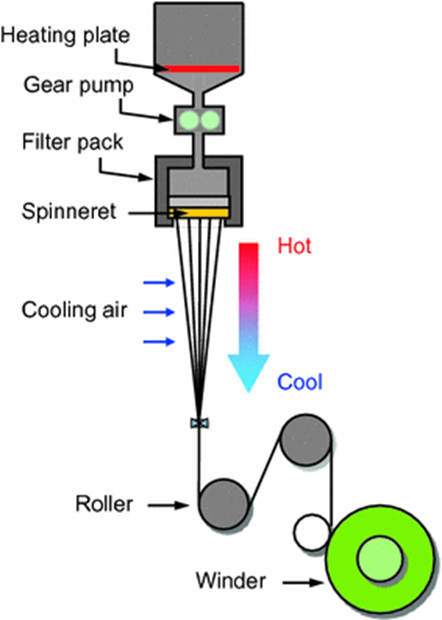 Heating plate
Gear pump
Filter pack
Spinneret
Hot
Cooling air
Cool
Roller
Winder